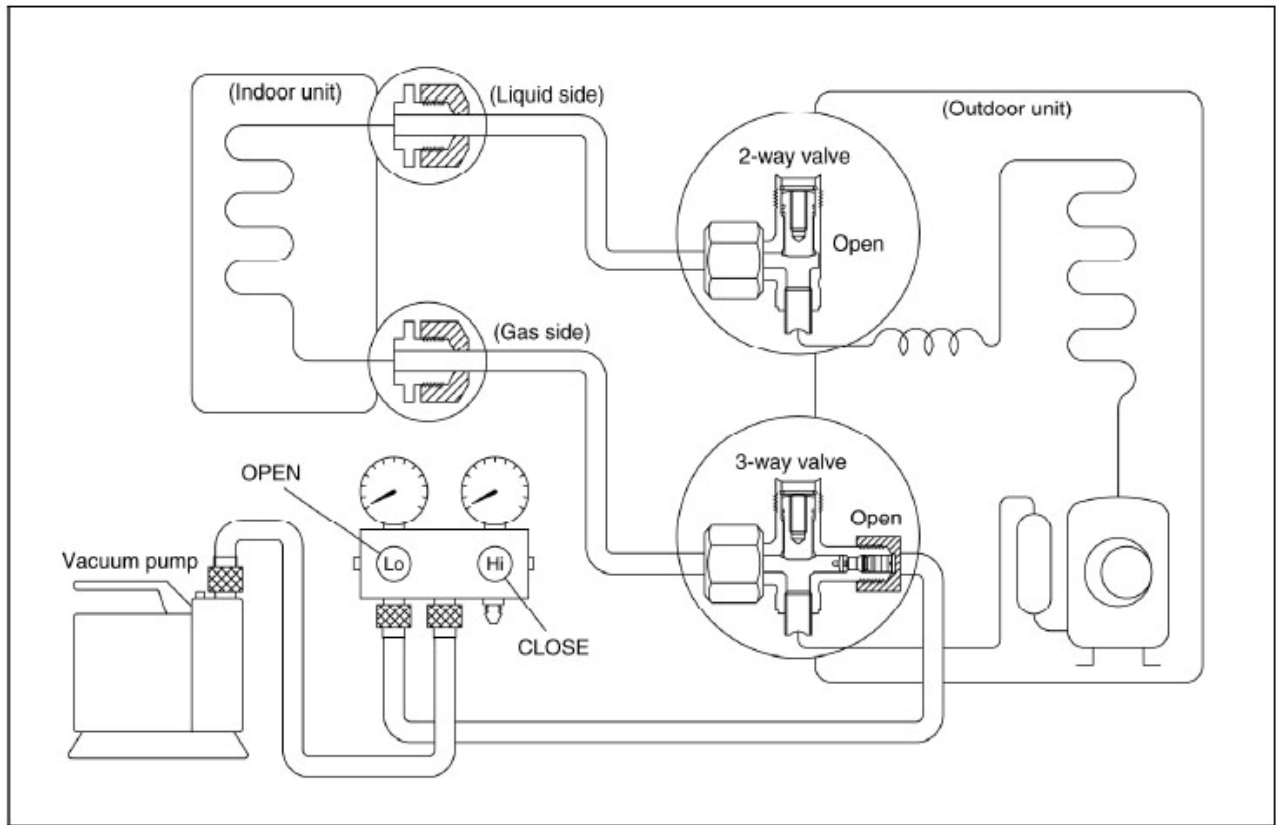 (Indoor unit)
(Liquid side)
(Outdoor unit)
2-way valve
Open
(Gas side)
3-way valve
OPEN
Open
Vacuum pump
Lo
Hi
CLOSE